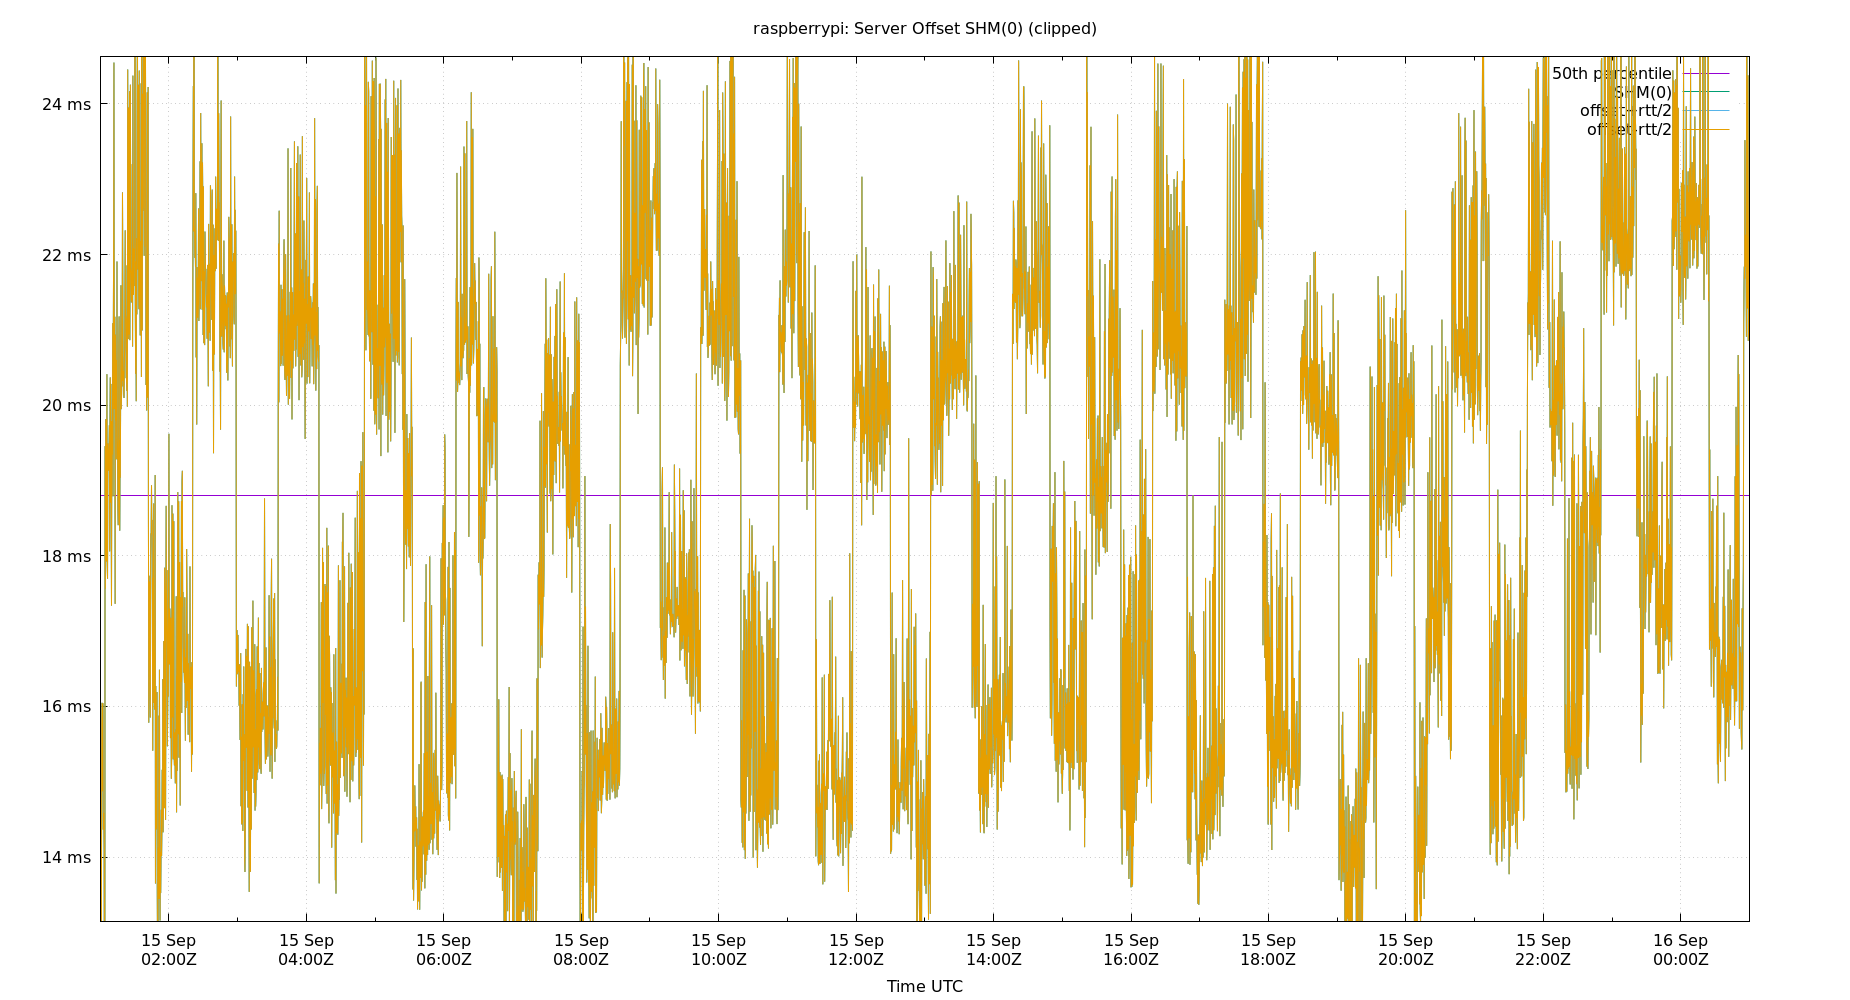 raspberrypi: Server Offset SHM(0) (clipped)
50th percentile
SHM(0)
offset+rtt/2
offset-rtt/2
24 ms
22 ms
20 ms
18 ms
16 ms
14 ms
15 Sep 15 Sep 15 Sep 15 Sep 15 Sep 15 Sep 15 Sep 15 Sep 15 Sep 15 Sep 15 Sep 16 Sep
02:00Z 04:00Z 06:00Z 08:00Z 10:00Z 12:00Z 14:00Z 16:00Z 18:00Z 20:00Z 22:00Z 00:00Z
Time UTC